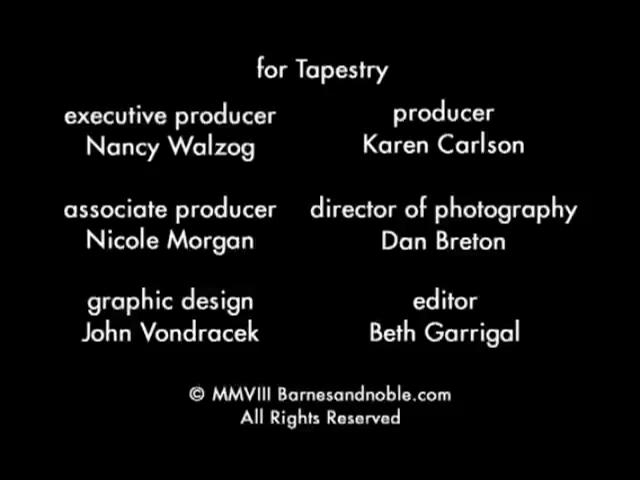 for Tapestry
executive producer
Nancy Walzog
producer
Karen Carlson
associate producer
Nicole Morgan
director of photography
Dan Breton
graphic design
John Vondracek
editor
Beth Garrigal
© MMVIII Barnesandnoble.com
All Rights Reserved